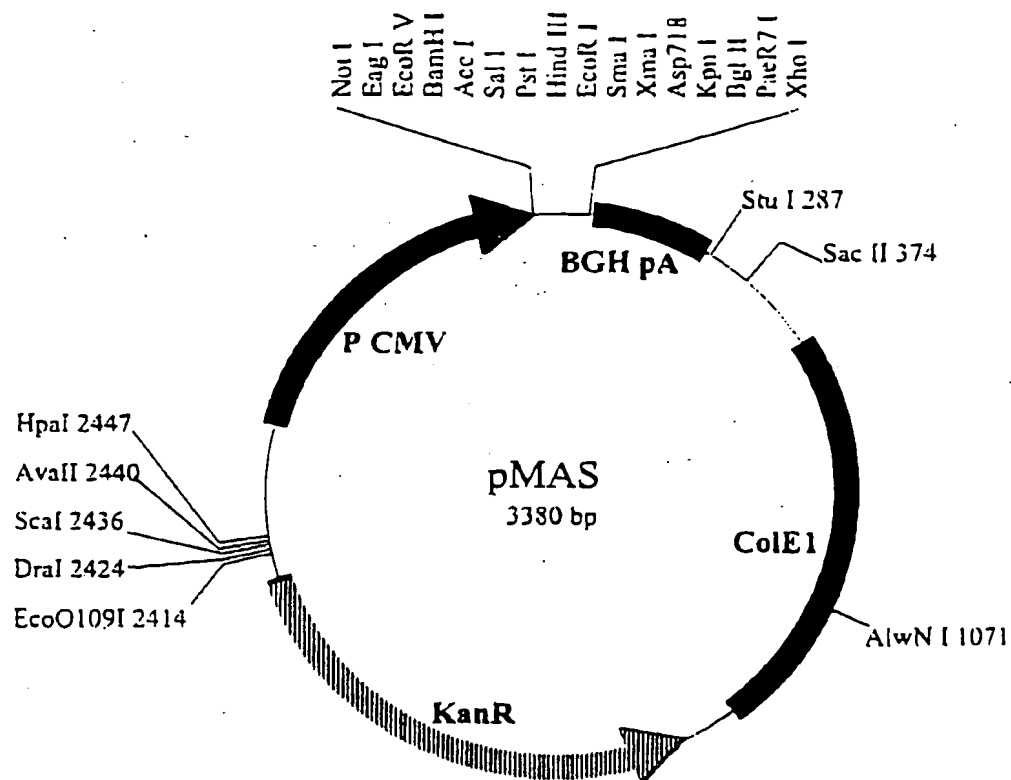 Not I
Eag I
EcoR V
BamH I
Acc I
Sal I
Pst I
Hind III
EcoR I
Sma I
Xma I
Asp718
Kpn I
Bgl II
PaeR7 I
Xho I
Stu I 287
Sac II 374
BGH pA
P CMV
HpaI 2447
AvaII 2440
ScaI 2436
DraI 2424
EcoO109I 2414
pMAS
3380 bp
ColE1
AlwN I 1071
KanR